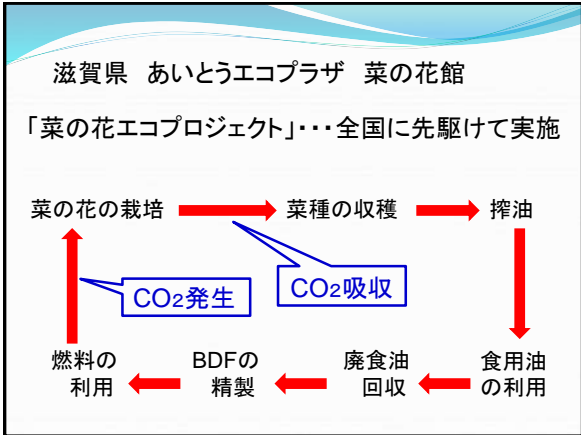 滋賀県　あいとうエコプラザ　菜の花館
「菜の花エコプロジェクト」･･･全国に先駆けて実施
菜の花の栽培
菜種の収穫
搾油
CO2発生
CO2吸収
燃料の
利用
BDFの
精製
廃食油
回収
食用油
の利用